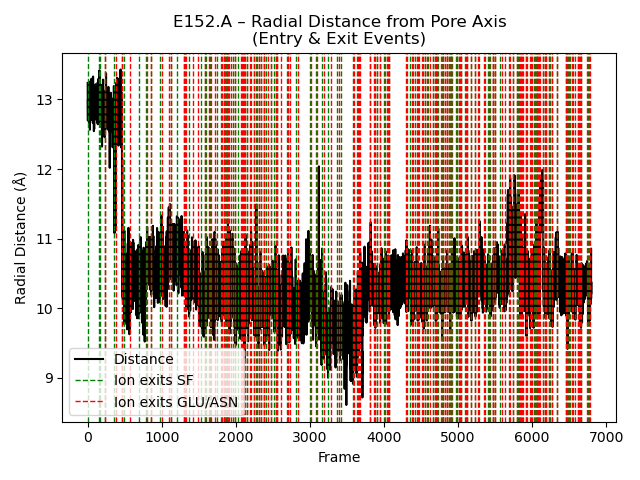 E152.A – Radial Distance from Pore Axis
(Entry & Exit Events)
Radial Distance (Å)
13
12
11
10
9
Distance
Ion exits SF
Ion exits GLU/ASN
0 1000 2000 3000 4000 5000 6000 7000
Frame